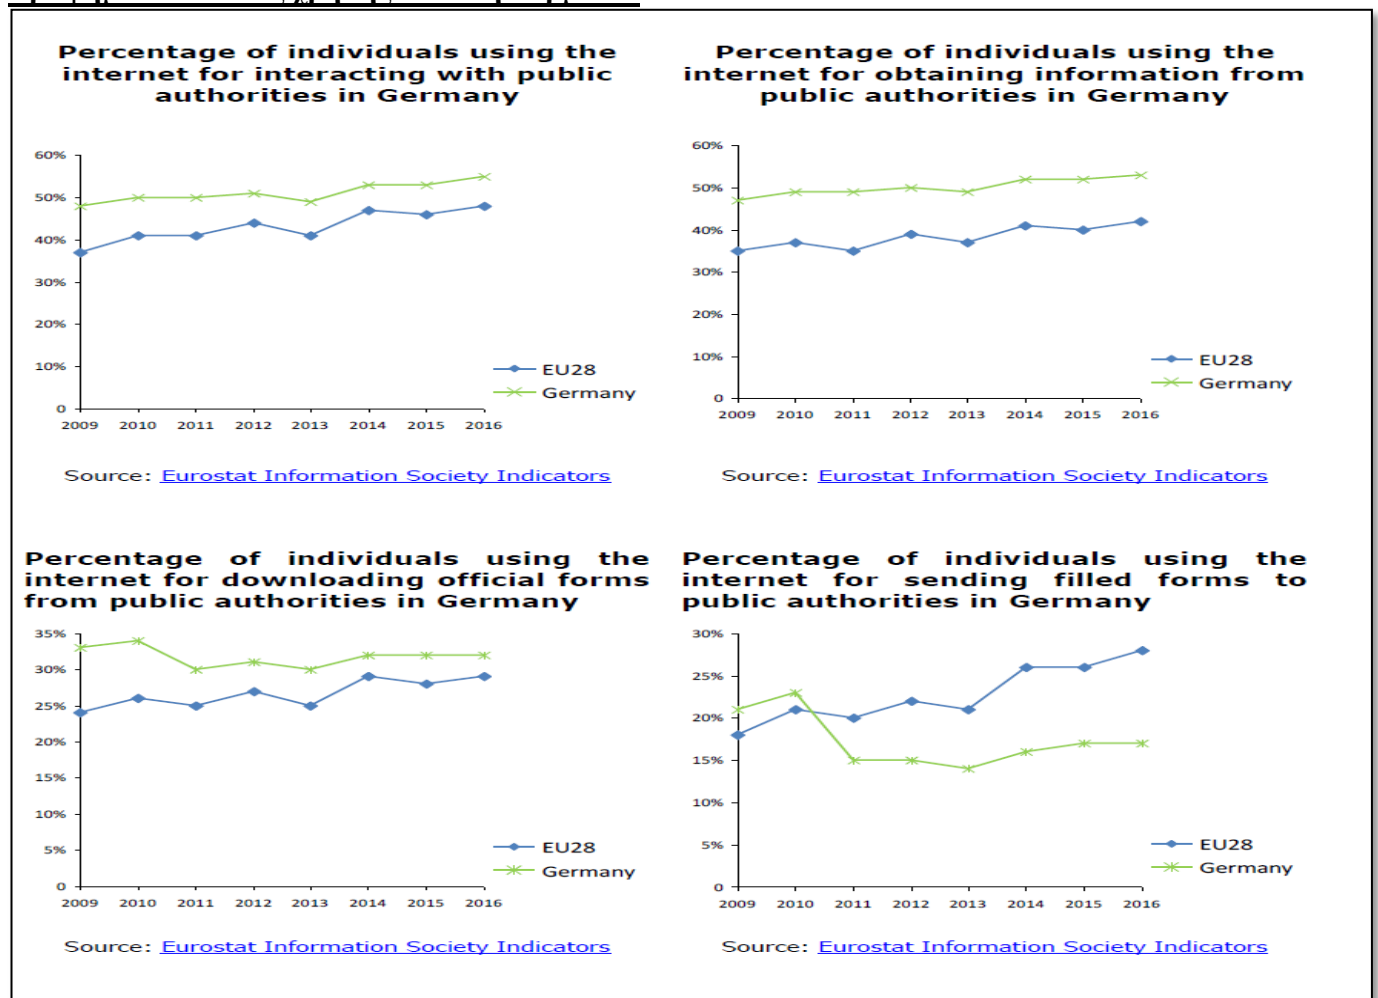 Percentage of individuals using the
internet for interacting with public
authorities in Germany
60%
50%
40%
30%
20%
10%
0
2009 2010 2011 2012 2013 2014 2015 2016
EU28
Germany
Source: Eurostat Information Society Indicators
Percentage of individuals using the
internet for obtaining information from
public authorities in Germany
60%
50%
40%
30%
20%
10%
0
2009 2010 2011 2012 2013 2014 2015 2016
EU28
Germany
Source: Eurostat Information Society Indicators
Percentage of individuals using the
internet for downloading official forms
from public authorities in Germany
35%
30%
25%
20%
15%
10%
5%
0
2009 2010 2011 2012 2013 2014 2015 2016
EU28
Germany
Source: Eurostat Information Society Indicators
Percentage of individuals using the
internet for sending filled forms to
public authorities in Germany
30%
25%
20%
15%
10%
5%
0
2009 2010 2011 2012 2013 2014 2015 2016
EU28
Germany
Source: Eurostat Information Society Indicators